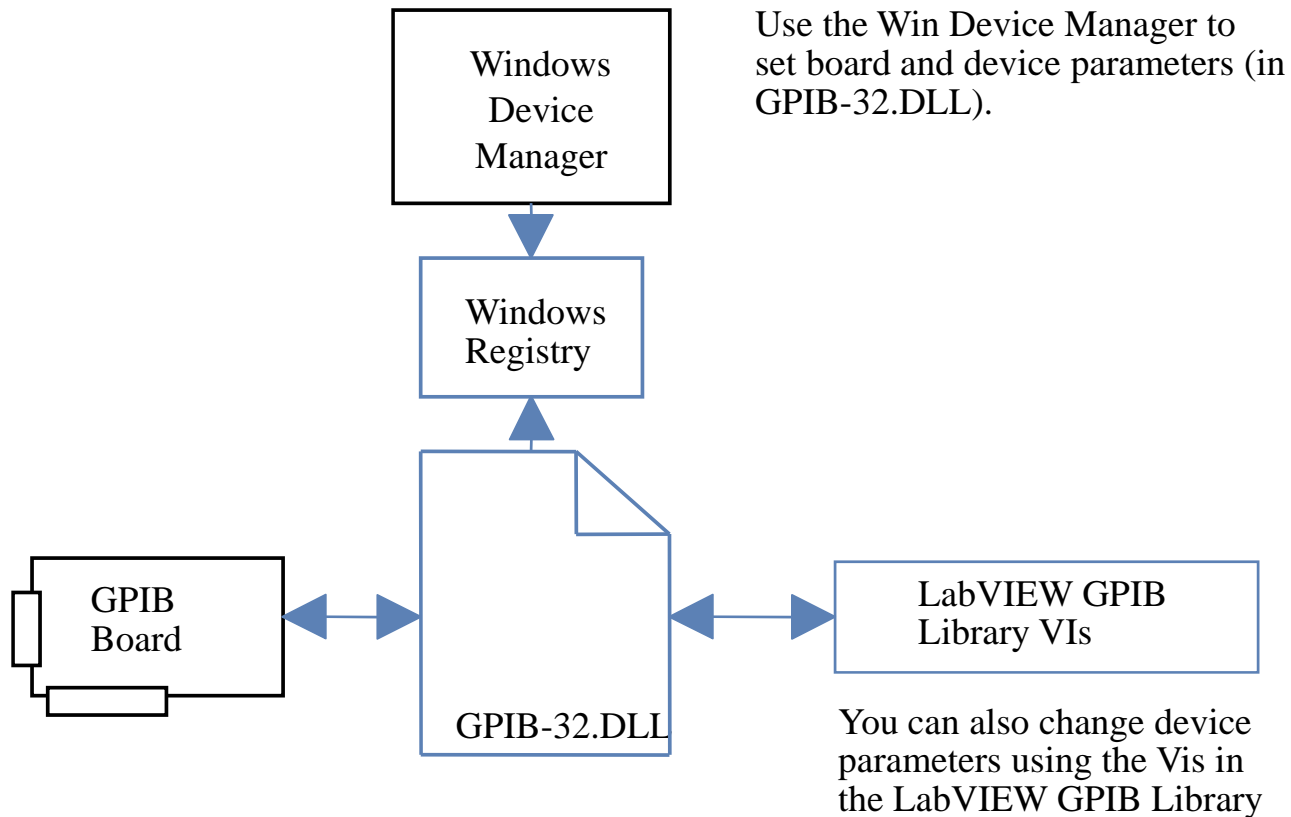 Use the Win Device Manager to
set board and device parameters (in
GPIB-32.DLL).
Windows
Device
Manager
Windows
Registry
GPIB
Board
GPIB-32.DLL
LabVIEW GPIB
Library VIs
You can also change device
parameters using the Vis in
the LabVIEW GPIB Library